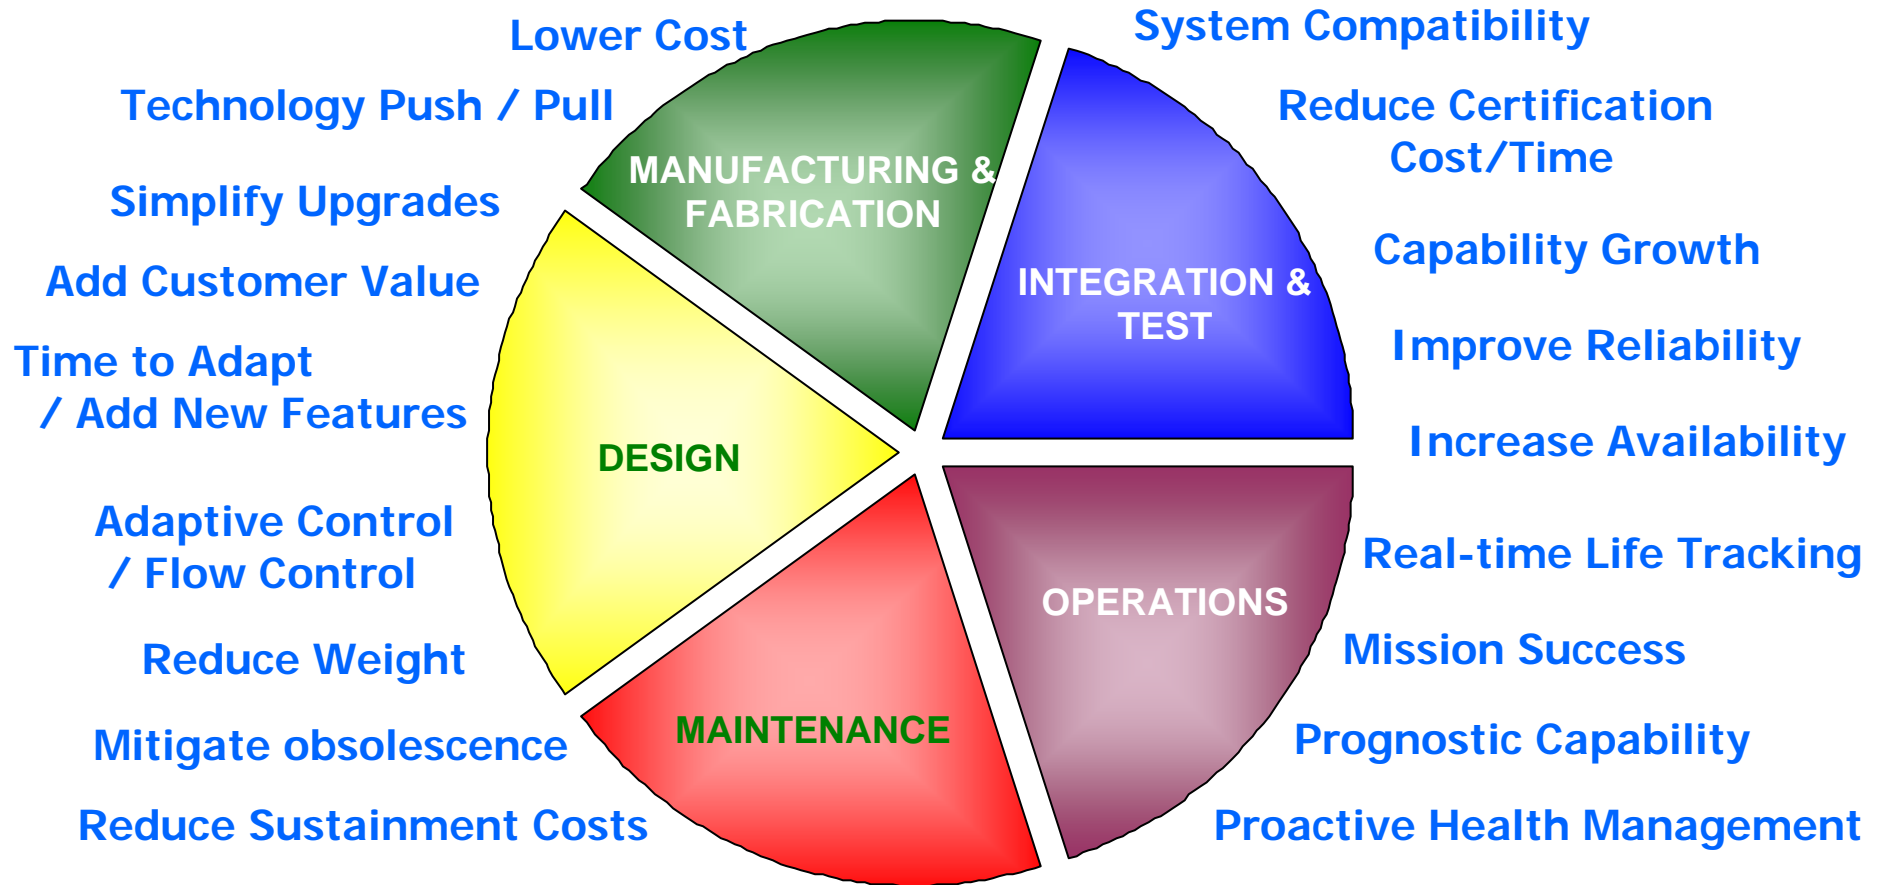 Lower Cost
Technology Push / Pull
Simplify Upgrades
Add Customer Value
Time to Adapt
/ Add New Features
Adaptive Control
/ Flow Control
Reduce Weight
Mitigate obsolescence
Reduce Sustainment Costs
MANUFACTURING &
FABRICATION
INTEGRATION &
TEST
DESIGN
OPERATIONS
MAINTENANCE
System Compatibility
Reduce Certification
Cost/Time
Capability Growth
Improve Reliability
Increase Availability
Real-time Life Tracking
Mission Success
Prognostic Capability
Proactive Health Management